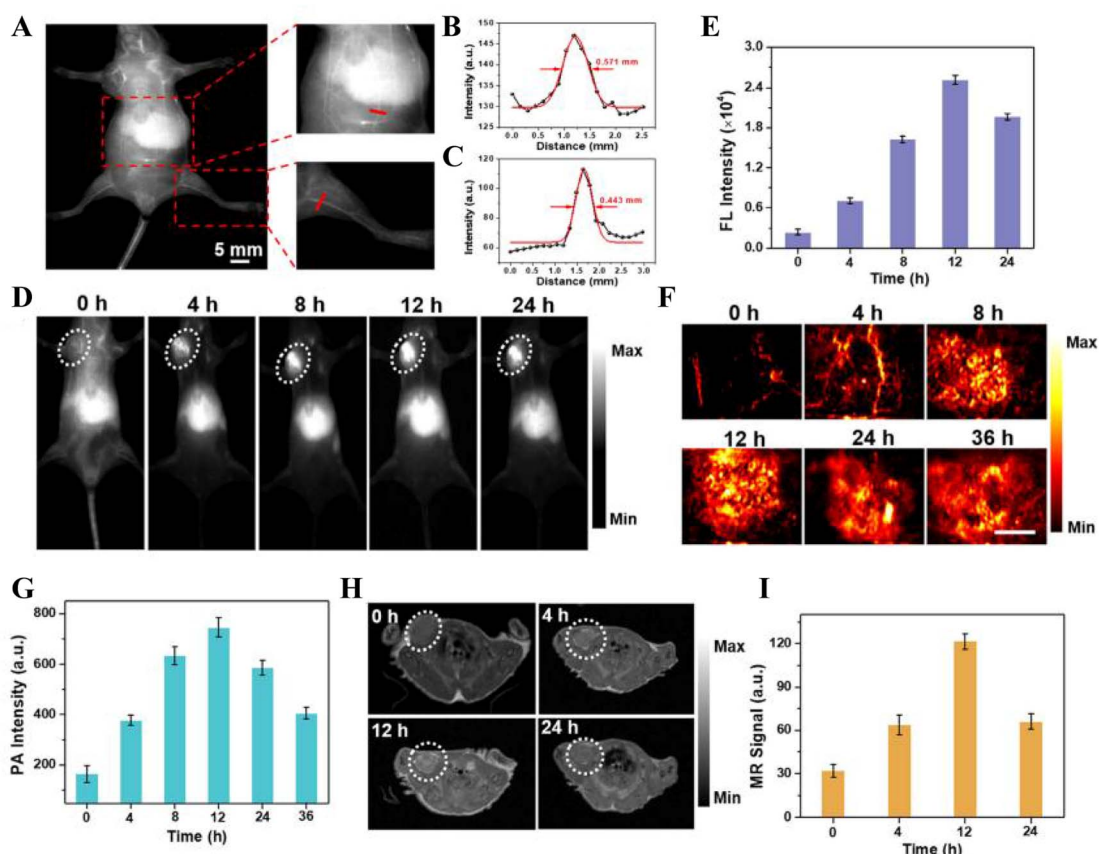 A
5 mm
B
Intensity (a.u.)
150
145
140
135
130
125
0.571 mm
0.0 0.5 1.0 1.5 2.0 2.5
Distance (mm)
C
Intensity (a.u.)
120
100
80
60
0.443 mm
0.0 0.5 1.0 1.5 2.0 2.5 3.0
Distance (mm)
E
FL Intensity (×10⁴)
3.0
2.4
1.8
1.2
0.6
0.0
0 4 8 12 24
Time (h)
D
0 h 4 h 8 h 12 h 24 h
Max
Min
F
0 h 4 h 8 h
12 h 24 h 36 h
Max
Min
G
PA Intensity (a.u.)
800
600
400
200
0 4 8 12 24 36
Time (h)
H
0 h 4 h
12 h 24 h
Max
Min
I
MR Signal (a.u.)
150
120
90
60
30
0
0 4 12 24
Time (h)